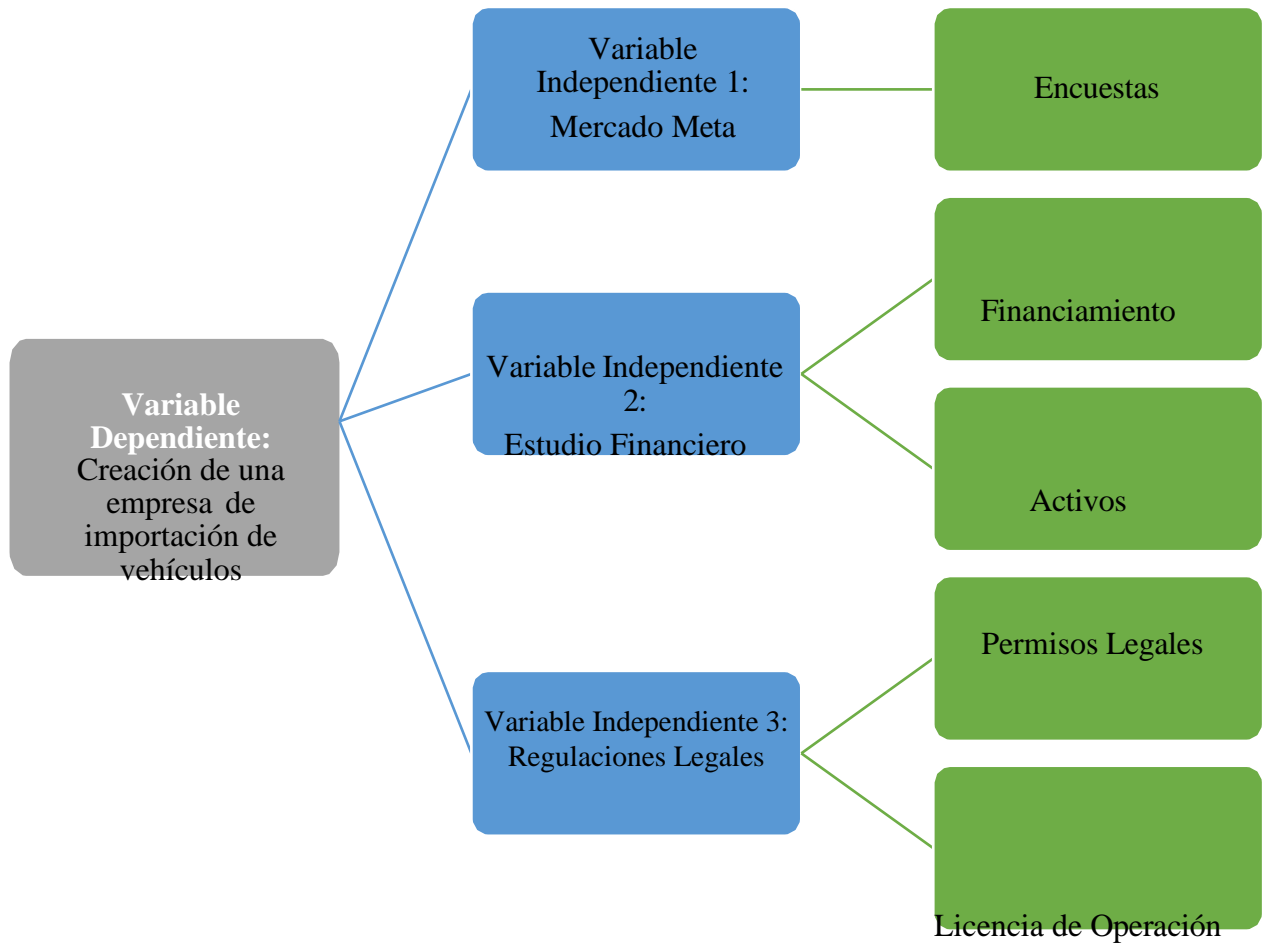 Variable
Dependiente:
Creación de una
empresa de
importación de
vehículos
Variable
Independiente 1:
Mercado Meta
Variable Independiente
2:
Estudio Financiero
Variable Independiente 3:
Regulaciones Legales
Encuestas
Financiamiento
Activos
Permisos Legales
Licencia de Operación